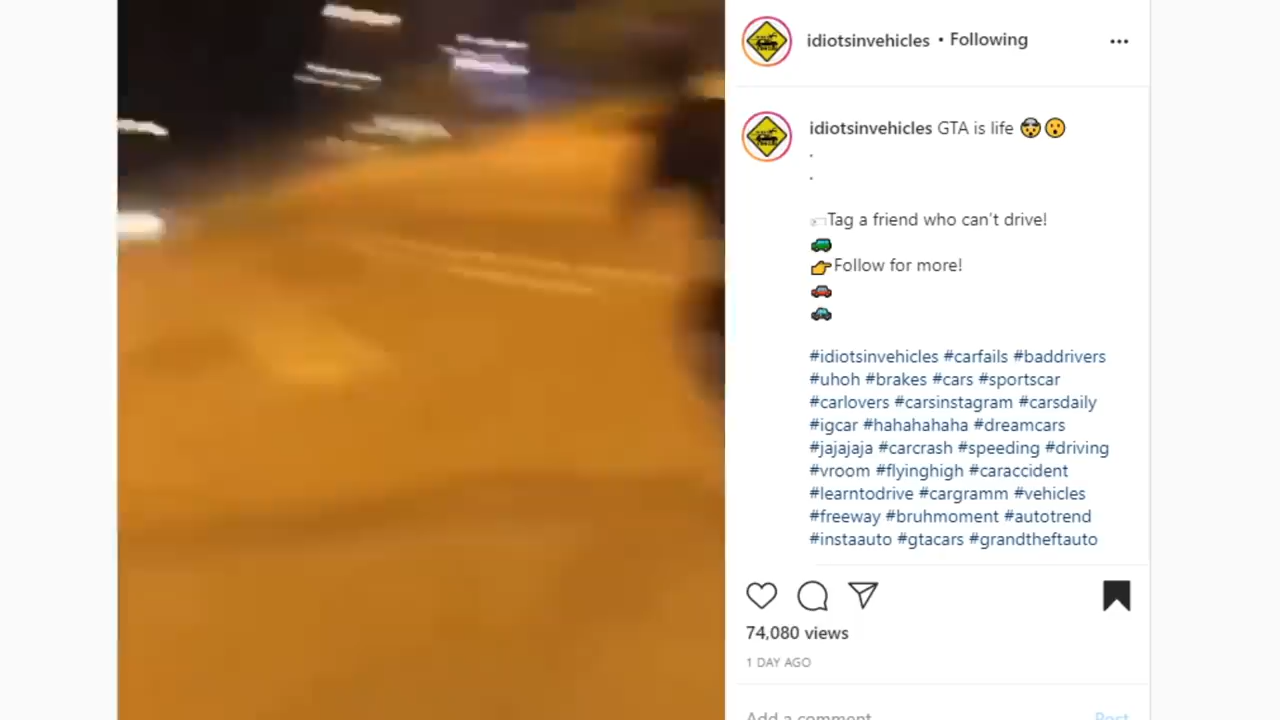 idiotsinvehicles • Following
idiotsinvehicles GTA is life 🤯😮
.
.
Tag a friend who can't drive!
🚙
👉Follow for more!
🚗
🚓
#idiotsinvehicles #carfails #baddrivers
#uhoh #brakes #cars #sportscar
#carlovers #carsinstagram #carsdaily
#igcar #hahahahaha #dreamcars
#jajajaja #carcrash #speeding #driving
#vroom #flyinghigh #caraccident
#learntodrive #cargramm #vehicles
#freeway #bruhmoment #autotrend
#instaauto #gtacars #grandtheftauto
74,080 views
1 DAY AGO
Add a comment...
Post